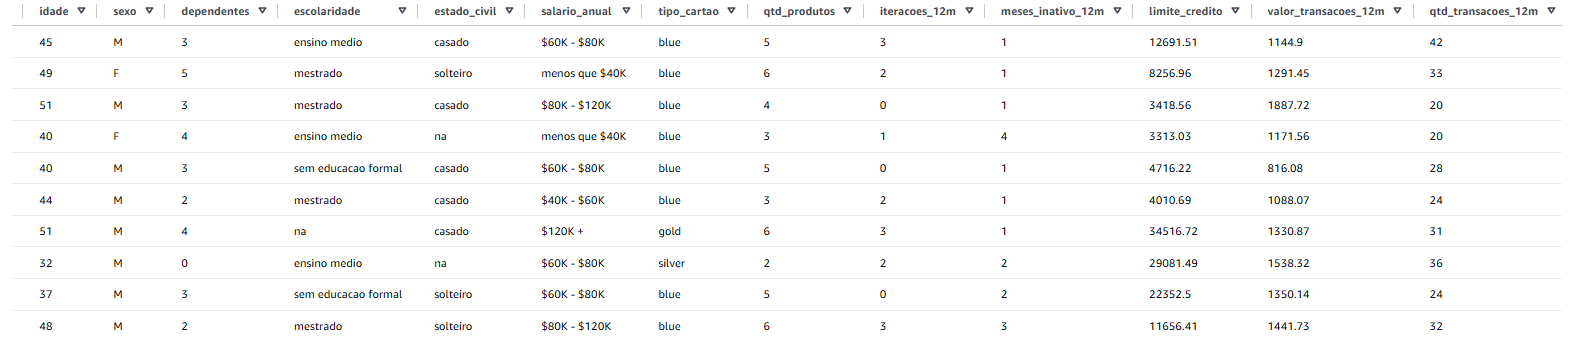 idade sexo dependentes escolaridade estado_civil salario_anual tipo_cartao qtd_produtos iteracoes_12m meses_inativo_12m limite_credito valor_transacoes_12m qtd_transacoes_12m
45 M 3 ensino medio casado $60K - $80K blue 5 3 1 12691.51 1144.9 42
49 F 5 mestrado solteiro menos que $40K blue 6 2 1 8256.96 1291.45 33
51 M 3 mestrado casado $80K - $120K blue 4 0 1 3418.56 1887.72 20
40 F 4 ensino medio na menos que $40K blue 3 1 4 3313.03 1171.56 20
40 M 3 sem educacao formal casado $60K - $80K blue 5 0 1 4716.22 816.08 28
44 M 2 mestrado casado $40K - $60K blue 3 2 1 4010.69 1088.07 24
51 M 4 na casado $120K + gold 6 3 1 34516.72 1330.87 31
32 M 0 ensino medio na $60K - $80K silver 2 2 2 29081.49 1538.32 36
37 M 3 sem educacao formal solteiro $60K - $80K blue 5 0 2 22352.5 1350.14 24
48 M 2 mestrado solteiro $80K - $120K blue 6 3 3 11656.41 1441.73 32